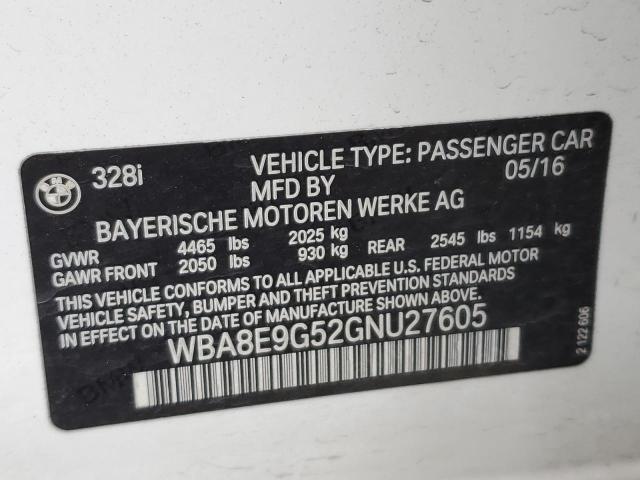 328i VEHICLE TYPE: PASSENGER CAR
MFD BY 05/16
BAYERISCHE MOTOREN WERKE AG
GVWR 4465 lbs 2025 kg
GAWR FRONT 2050 lbs 930 kg REAR 2545 lbs 1154 kg
THIS VEHICLE CONFORMS TO ALL APPLICABLE U.S. FEDERAL MOTOR
VEHICLE SAFETY, BUMPER AND THEFT PREVENTION STANDARDS
IN EFFECT ON THE DATE OF MANUFACTURE SHOWN ABOVE.
WBA8E9G52GNU27605
2 122 606